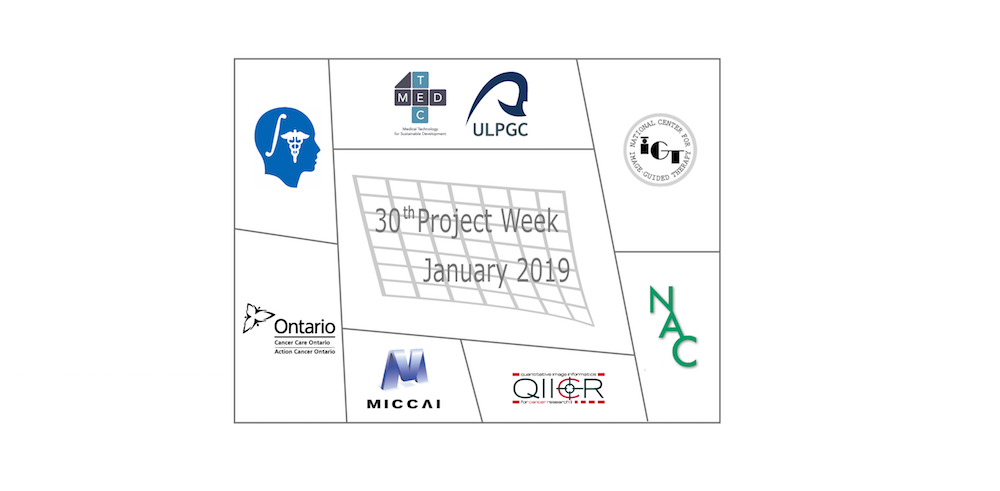 T
MED
E
C
Medical Technology
for Sustainable Development
ULPGC
NATIONAL CENTER FOR
IMAGE GUIDED THERAPY
IGT
30th Project Week
January 2019
Ontario
Cancer Care Ontario
Action Cancer Ontario
NAC
MICCAI
quantitative image informatics
QIICR
for cancer research